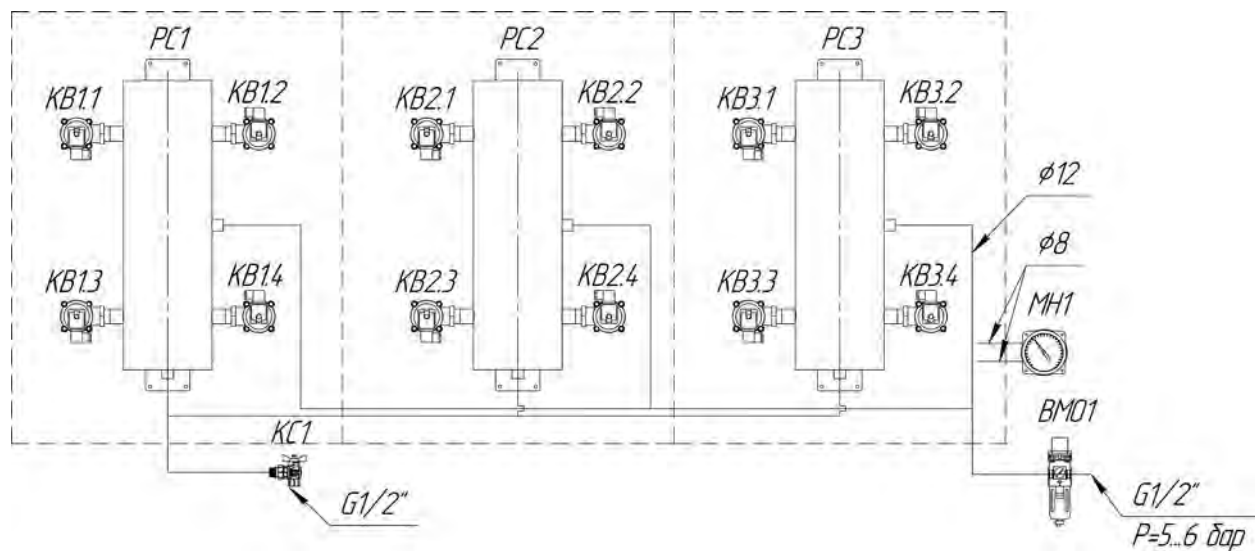 РС1
РС2
РС3
КВ1.1
КВ1.2
КВ2.1
КВ2.2
КВ3.1
КВ3.2
ϕ12
ϕ8
КВ1.3
КВ1.4
КВ2.3
КВ2.4
КВ3.3
КВ3.4
МН1
КС1
ВМО1
G1/2"
G1/2"
Р=5...6 бар